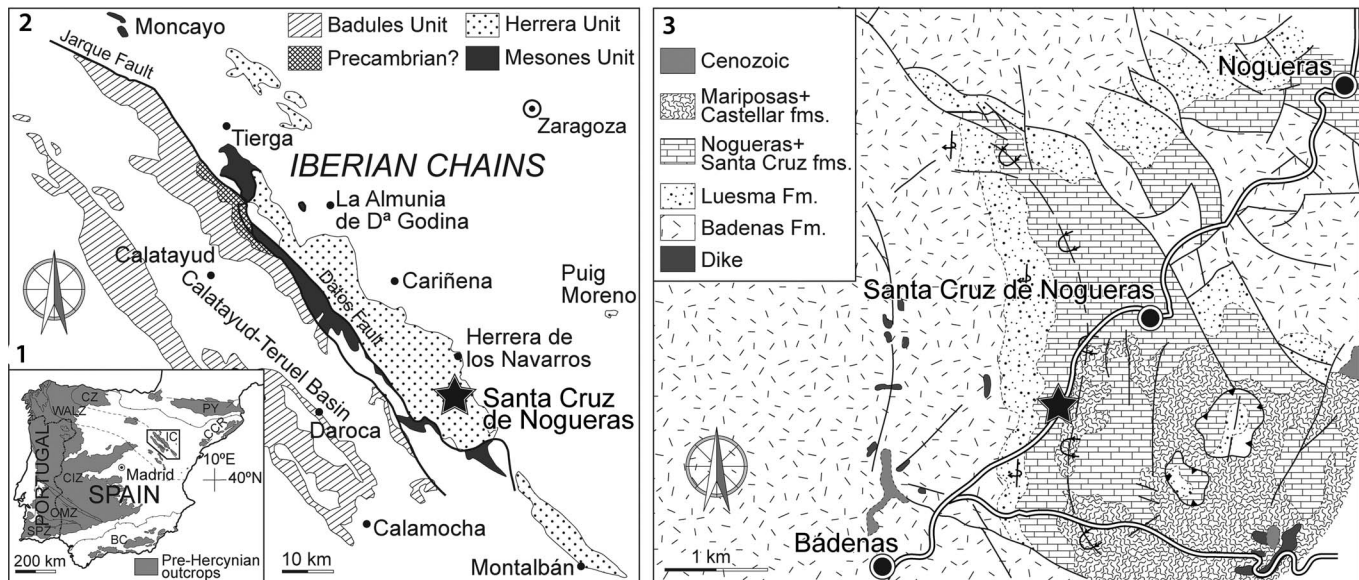 2
Moncayo
Jarque Fault
Badules Unit
Herrera Unit
Precambrian?
Mesones Unit
Zaragoza
Tierga
IBERIAN CHAINS
La Almunia
de Dª Godina
Calatayud
Calatayud-Teruel Basin
Datos Fault
Cariñena
Puig
Moreno
Herrera de
los Navarros
Santa Cruz
de Nogueras
Daroca
Calamocha
Montalbán
10 km
1
CZ
WALZ
PY
CCR
IC
10ºE
40ºN
Madrid
CIZ
SPAIN
PORTUGAL
OMZ
SPZ
BC
200 km
Pre-Hercynian
outcrops
3
Cenozoic
Mariposas+
Castellar fms.
Nogueras+
Santa Cruz fms.
Luesma Fm.
Badenas Fm.
Dike
Nogueras
Santa Cruz de Nogueras
Bádenas
1 km